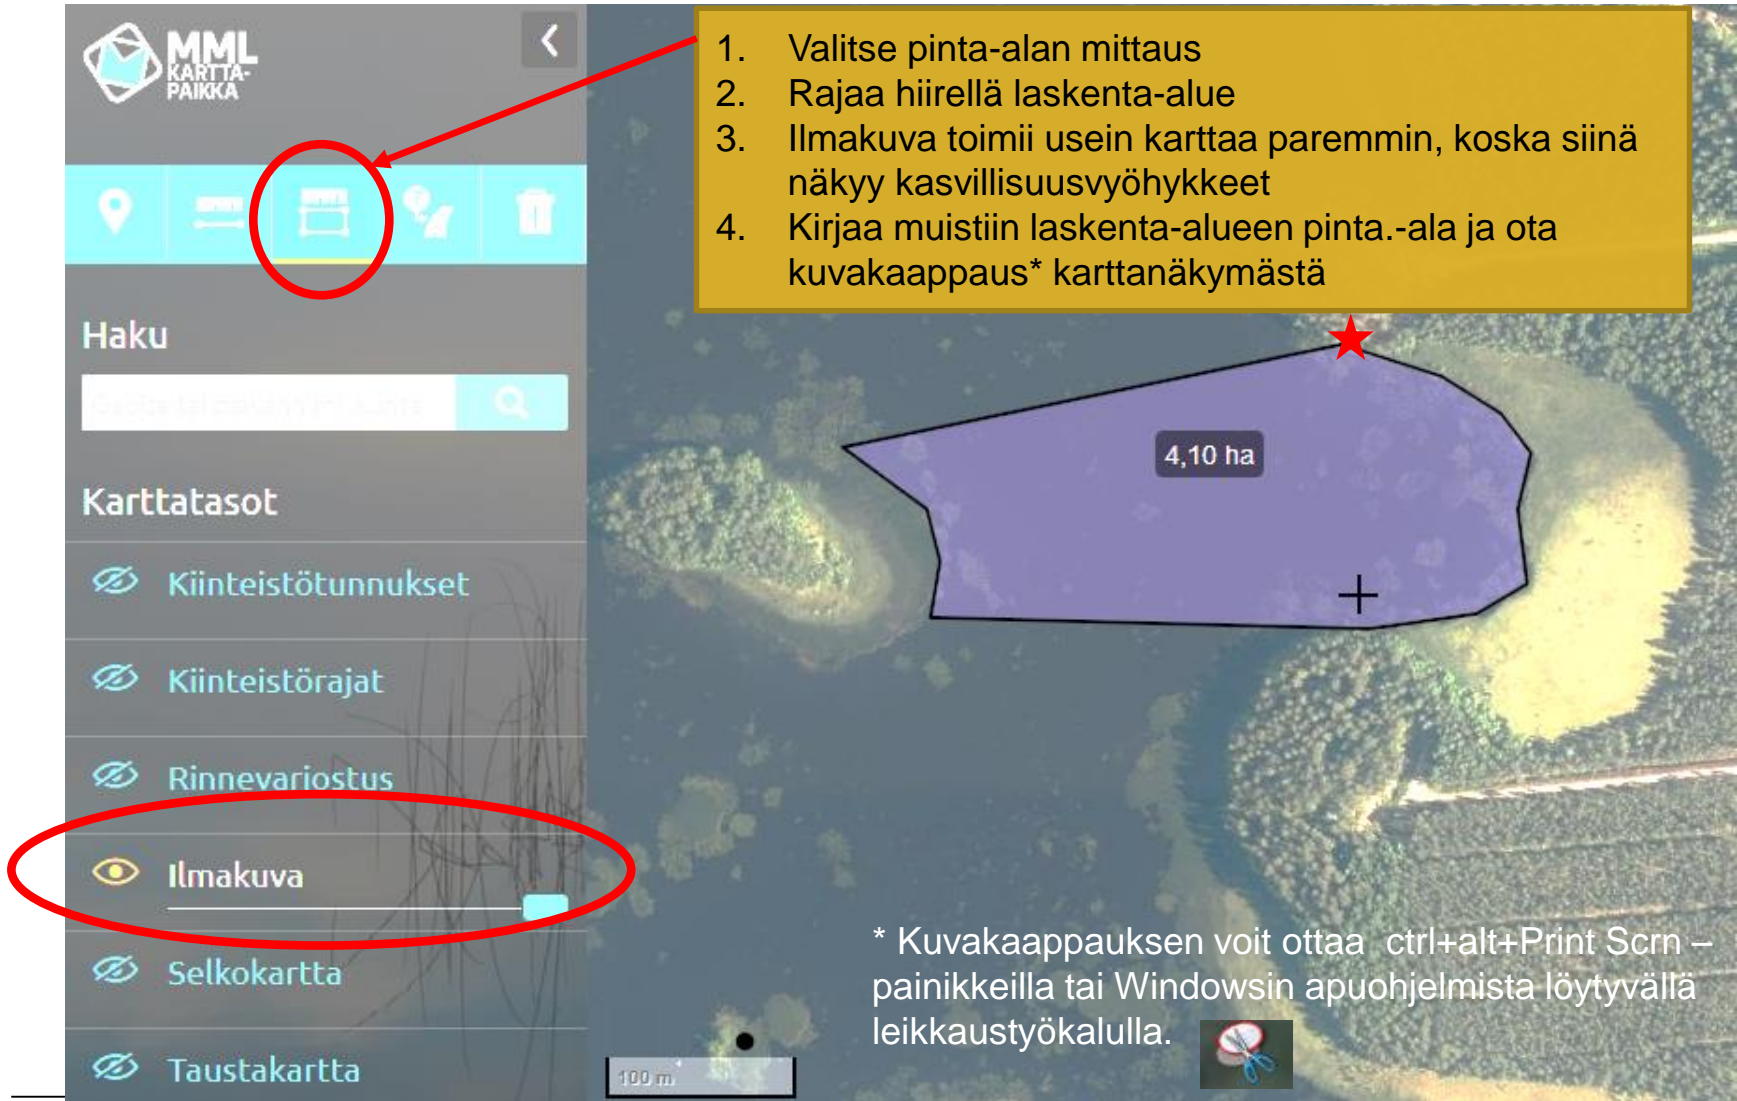 MML
KARTTA-
PAIKKA
1. Valitse pinta-alan mittaus
2. Rajaa hiirellä laskenta-alue
3. Ilmakuva toimii usein karttaa paremmin, koska siinä
näkyy kasvillisuusvyöhykkeet
4. Kirjaa muistiin laskenta-alueen pinta.-ala ja ota
kuvakaappaus* karttanäkymästä
Haku
4,10 ha
Karttatasot
Kiinteistötunnukset
Kiinteistörajat
Rinnevarjostus
Ilmakuva
Selkokartta
Taustakartta
* Kuvakaappauksen voit ottaa ctrl+alt+Print Scrn –
painikkeilla tai Windowsin apuohjelmista löytyvällä
leikkaustyökalulla.
100 m